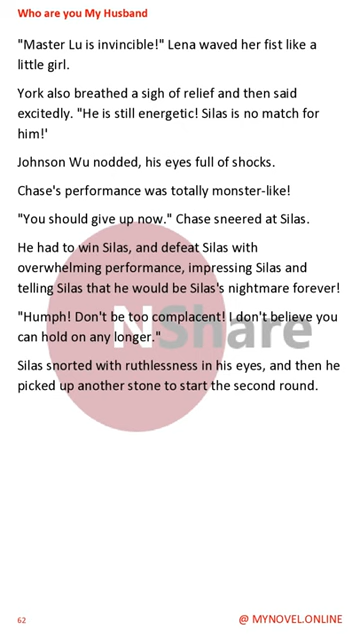 Who are you My Husband
"Master Lu is invincible!" Lena waved her fist like a
little girl.
York also breathed a sigh of relief and then said
excitedly. "He is still energetic! Silas is no match for
him!'
Johnson Wu nodded, his eyes full of shocks.
Chase's performance was totally monster-like!
"You should give up now." Chase sneered at Silas.
He had to win Silas, and defeat Silas with
overwhelming performance, impressing Silas and
telling Silas that he would be Silas's nightmare forever!
"Humph! Don't be too complacent! I don't believe you
can hold on any longer."
NShare
Silas snorted with ruthlessness in his eyes, and then he
picked up another stone to start the second round.
62
@ MYNOVEL.ONLINE